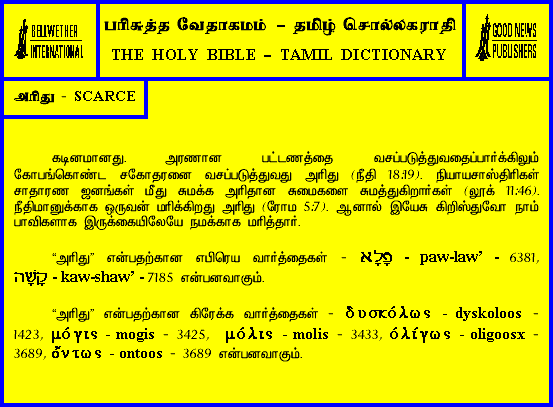 BELLWETHER
INTERNATIONAL
பரிசுத்த வேதாகமம் – தமிழ் சொல்லகராதி
THE HOLY BIBLE – TAMIL DICTIONARY
GOOD NEWS
PUBLISHERS
அரிது - SCARCE
கடினமானது. அரணான பட்டணத்தை வசப்படுத்துவதைப்பார்க்கிலும்
கோபங்கொண்ட சகோதரனை வசப்படுத்துவது அரிது (நீதி 18:19). நியாயசாஸ்திரிகள்
சாதாரண ஜனங்கள் மீது சுமக்க அரிதான சுமைகளை சுமத்துகிறார்கள் (லூக் 11:46).
நீதிமானுக்காக ஒருவன் மரிக்கிறது அரிது (ரோம 5:7). ஆனால் இயேசு கிறிஸ்துவோ நாம்
பாவிகளாக இருக்கையிலேயே நமக்காக மரித்தார்.
“அரிது” என்பதற்கான எபிரெய வார்த்தைகள் - פָּלָא - paw-law’ - 6381,
קָשָׁה - kaw-shaw’ - 7185 என்பனவாகும்.
“அரிது” என்பதற்கான கிரேக்ரெய வார்த்தைகள் - δυσκόλως - dyskoloos -
1423, μόγις - mogis - 3425, μόλις - molis - 3433, ὀλίγως - oligoosx -
3689, ὄντως - ontoos - 3689 என்பனவாகும்.